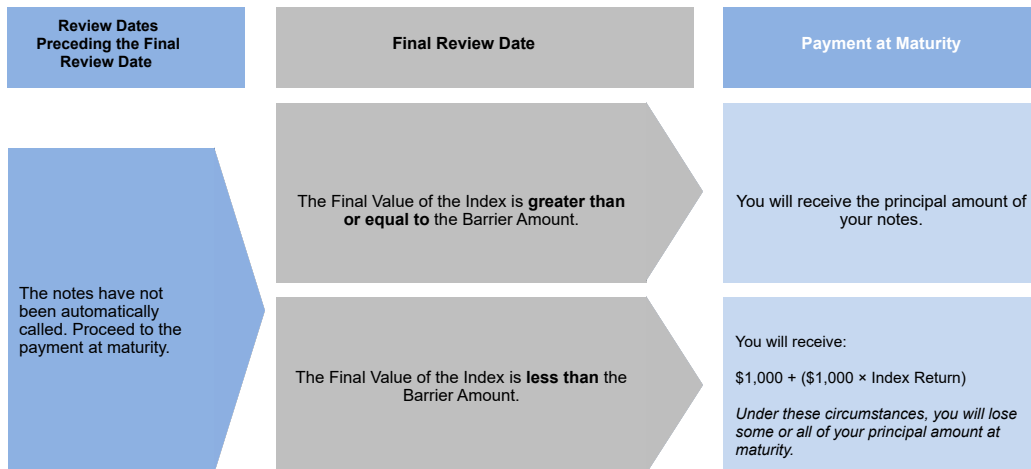 Review Dates
Preceding the Final
Review Date
Final Review Date
Payment at Maturity
The notes have not
been automatically
called. Proceed to the
payment at maturity.
The Final Value of the Index is greater than
or equal to the Barrier Amount.
You will receive the principal amount of
your notes.
The Final Value of the Index is less than the
Barrier Amount.
You will receive:
$1,000 + ($1,000 × Index Return)
Under these circumstances, you will lose
some or all of your principal amount at
maturity.